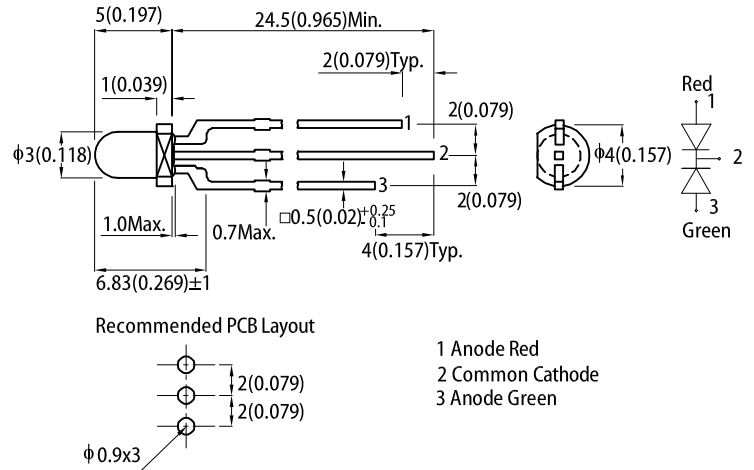 5(0.197)
24.5(0.965)Min.
2(0.079)Typ.
1(0.039)
Red
1
1
2(0.079)
ϕ3(0.118)
2
ϕ4(0.157)
2
3
2(0.079)
3
1.0Max.
0.7Max.
□0.5(0.02)+0.25
-0.1
Green
4(0.157)Typ.
6.83(0.269)±1
Recommended PCB Layout
1 Anode Red
2 Common Cathode
3 Anode Green
2(0.079)
2(0.079)
ϕ0.9x3